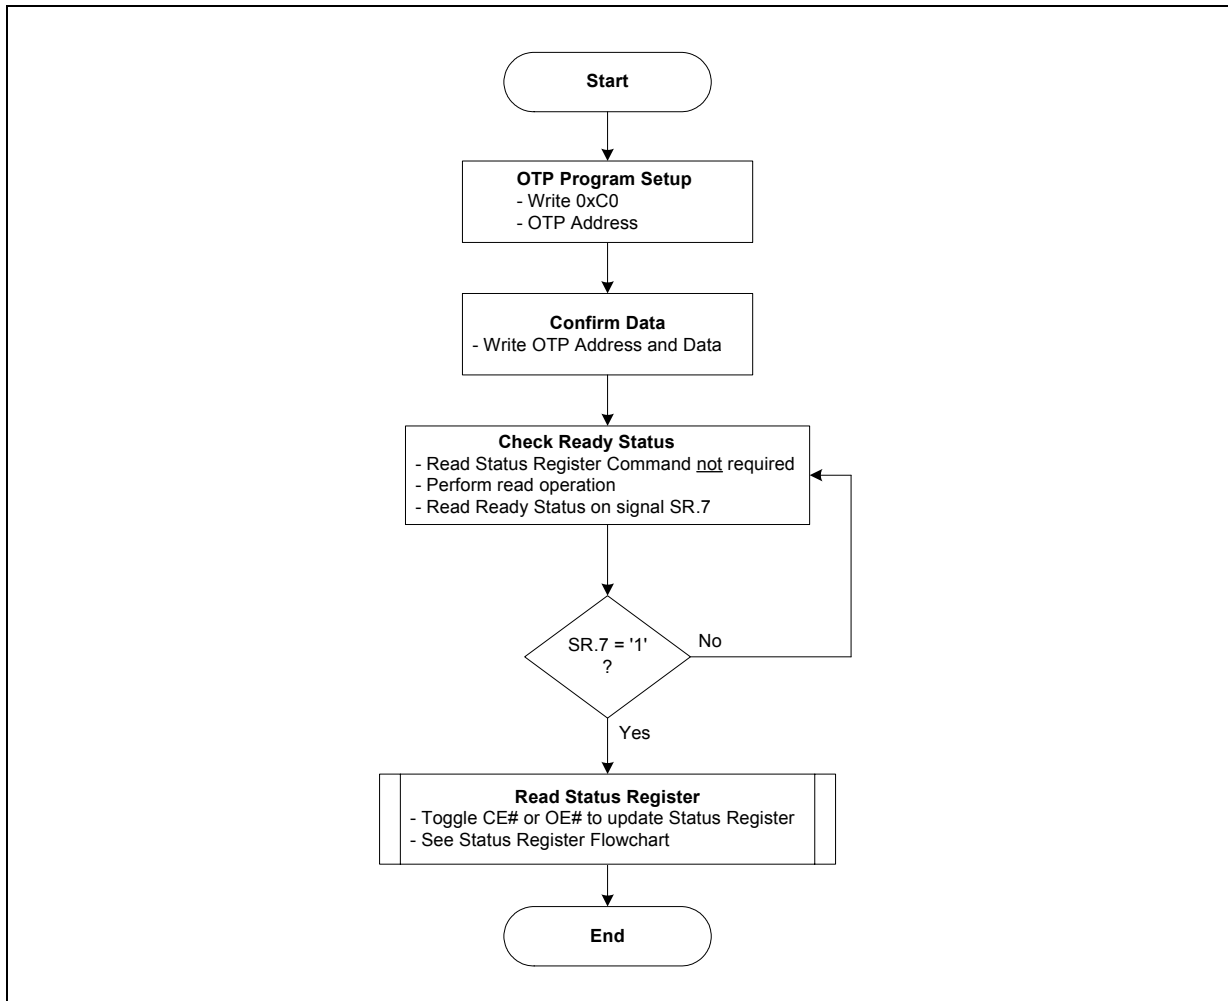 Start
OTP Program Setup
- Write 0xC0
- OTP Address
Confirm Data
- Write OTP Address and Data
Check Ready Status
- Read Status Register Command not required
- Perform read operation
- Read Ready Status on signal SR.7
SR.7 = '1'
?
No
Yes
Read Status Register
- Toggle CE# or OE# to update Status Register
- See Status Register Flowchart
End